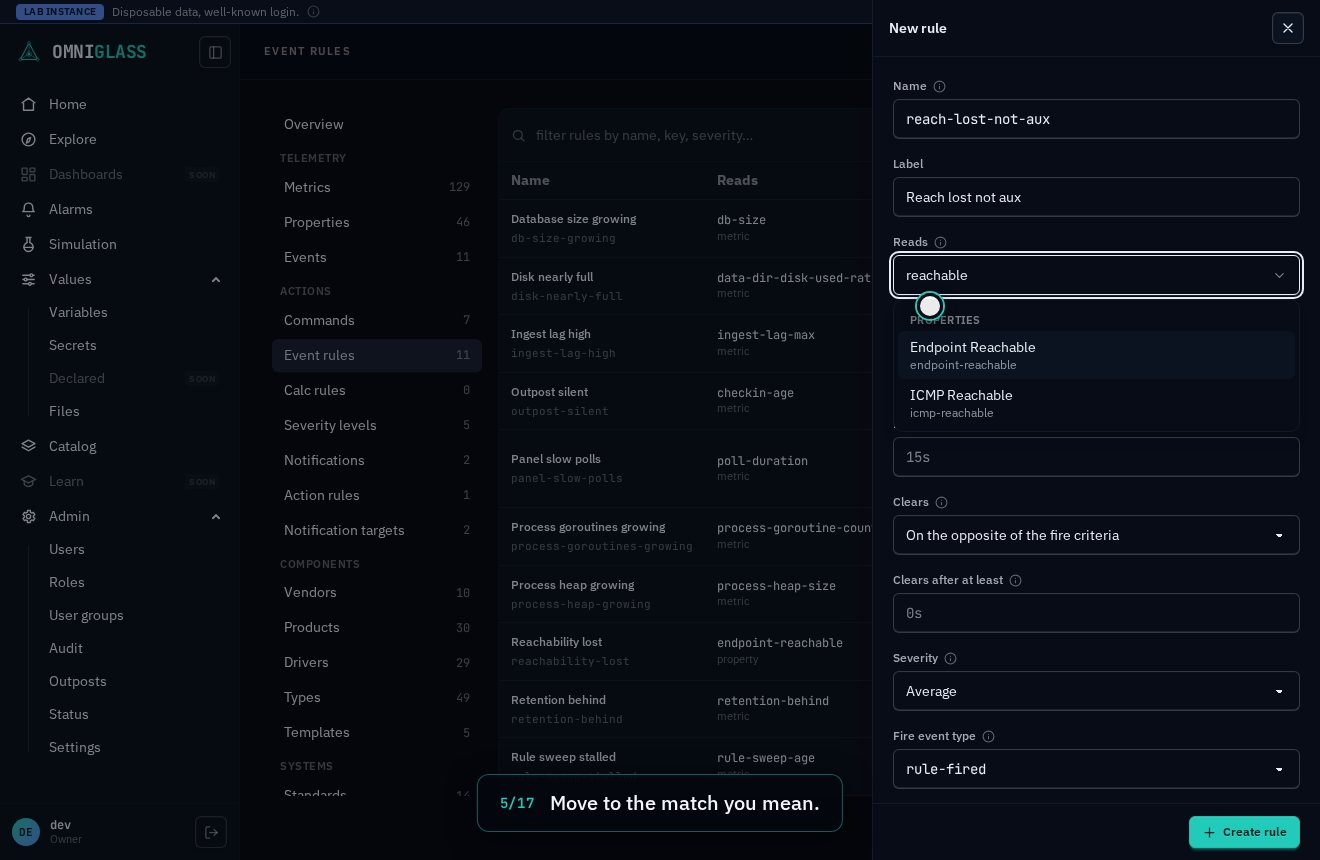 LAB INSTANCE Disposable data, well-known login.
OMNIGLASS
Home
Explore
Dashboards SOON
Alarms
Simulation
Values
Variables
Secrets
Declared SOON
Files
Catalog
Learn SOON
Admin
Users
Roles
User groups
Audit
Outposts
Status
Settings
DE dev
Owner
EVENT RULES
Overview
TELEMETRY
Metrics 129
Properties 46
Events 11
ACTIONS
Commands 7
Event rules 11
Calc rules 0
Severity levels 5
Notifications 2
Action rules 1
Notification targets 2
COMPONENTS
Vendors 10
Products 30
Drivers 29
Types 49
Templates 5
SYSTEMS
Standards 14
filter rules by name, key, severity...
Name Reads
Database size growing db-size
db-size-growing metric
Disk nearly full data-dir-disk-used-rat
disk-nearly-full metric
Ingest lag high ingest-lag-max
ingest-lag-high metric
Outpost silent checkin-age
outpost-silent metric
Panel slow polls poll-duration
panel-slow-polls metric
Process goroutines growing process-goroutine-coun
process-goroutines-growing metric
Process heap growing process-heap-size
process-heap-growing metric
Reachability lost endpoint-reachable
reachability-lost property
Retention behind retention-behind
retention-behind metric
Rule sweep stalled rule-sweep-age
5/17 Move to the match you mean.
New rule
Name
reach-lost-not-aux
Label
Reach lost not aux
Reads
reachable
PROPERTIES
Endpoint Reachable
endpoint-reachable
ICMP Reachable
icmp-reachable
15s
Clears
On the opposite of the fire criteria
Clears after at least
0s
Severity
Average
Fire event type
rule-fired
Create rule